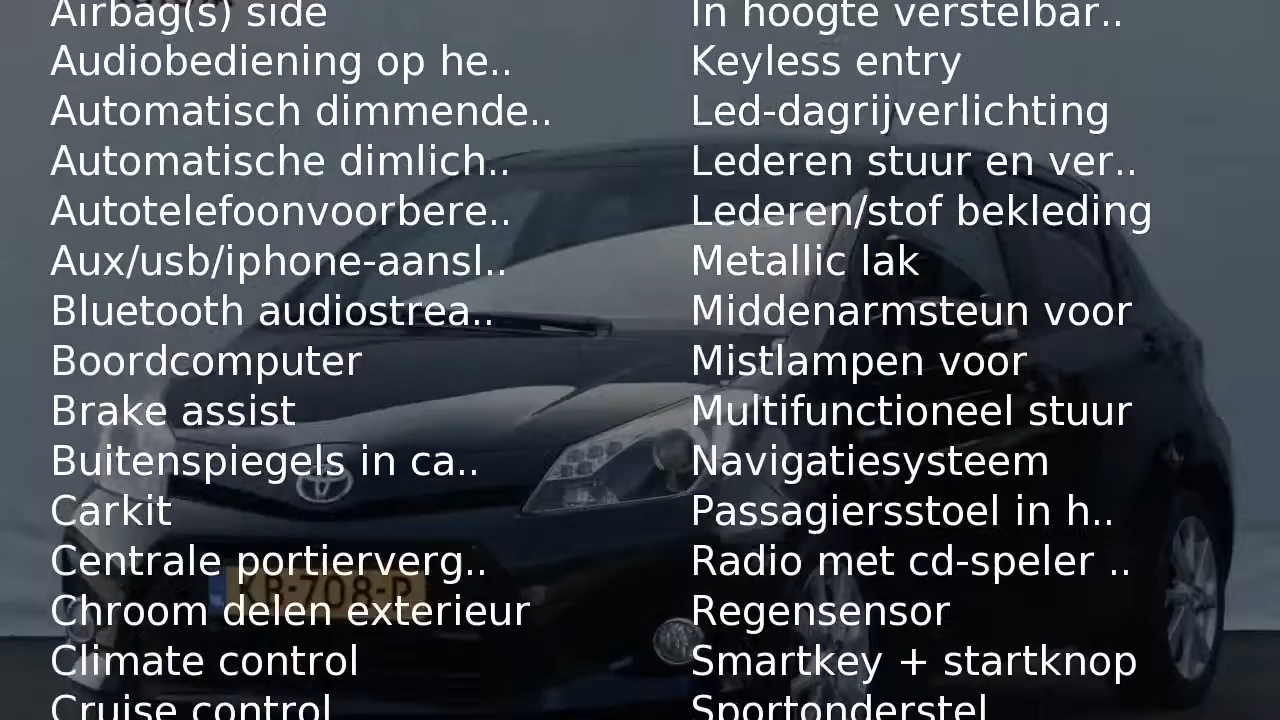 Airbag(s) side
Audiobediening op he..
Automatisch dimmende..
Automatische dimlich..
Autotelefoonvoorbere..
Aux/usb/iphone-aansl..
Bluetooth audiostrea..
Boordcomputer
Brake assist
Buitenspiegels in ca..
Carkit
Centrale portierverg..
Chroom delen exterieur
Climate control
Cruise control
In hoogte verstelbar..
Keyless entry
Led-dagrijverlichting
Lederen stuur en ver..
Lederen/stof bekleding
Metallic lak
Middenarmsteun voor
Mistlampen voor
Multifunctioneel stuur
Navigatiesysteem
Passagiersstoel in h..
Radio met cd-speler ..
Regensensor
Smartkey + startknop
Sportonderstel